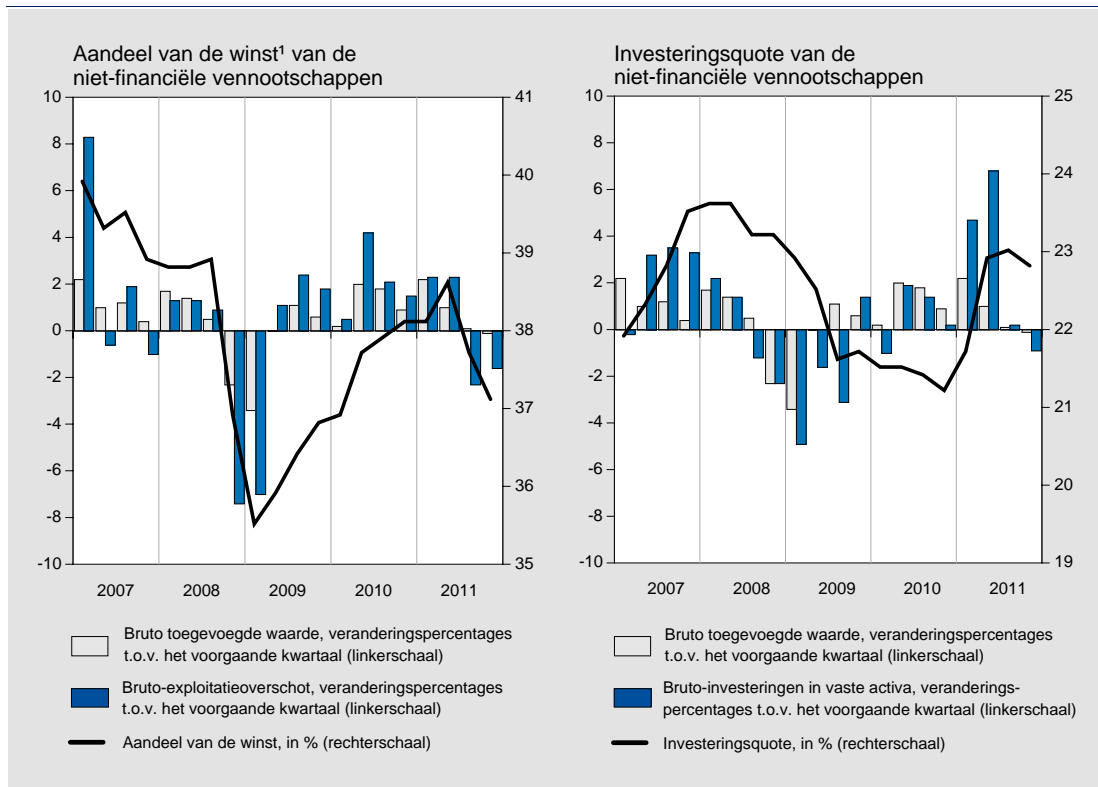 Aandeel van de winst¹ van de
niet-financiële vennootschappen
10
8
6
4
2
0
-2
-4
-6
-8
-10
41
40
39
38
37
36
35
2007 2008 2009 2010 2011
Bruto toegevoegde waarde, veranderingspercentages
t.o.v. het voorgaande kwartaal (linkerschaal)
Bruto-exploitatieoverschot, veranderingspercentages
t.o.v. het voorgaande kwartaal (linkerschaal)
Aandeel van de winst, in % (rechterschaal)
Investeringsquote van de
niet-financiële vennootschappen
10
8
6
4
2
0
-2
-4
-6
-8
-10
25
24
23
22
21
20
19
2007 2008 2009 2010 2011
Bruto toegevoegde waarde, veranderingspercentages
t.o.v. het voorgaande kwartaal (linkerschaal)
Bruto-investeringen in vaste activa, veranderings-
percentages t.o.v. het voorgaande kwartaal (linkerschaal)
Investeringsquote, in % (rechterschaal)